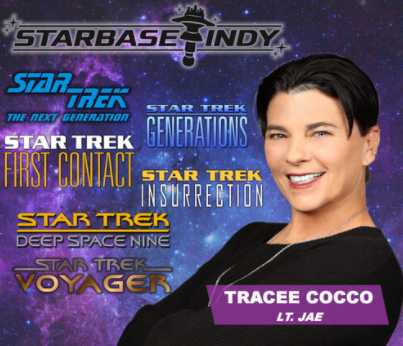 STARBASE INDY
STAR
TREK
THE NEXT GENERATION
STAR TREK
GENERATIONS
STAR TREK
FIRST CONTACT
STAR TREK
INSURRECTION
STAR TREK
DEEP SPACE NINE
STAR TREK
VOYAGER
TRACEE COCCO
LT. JAE